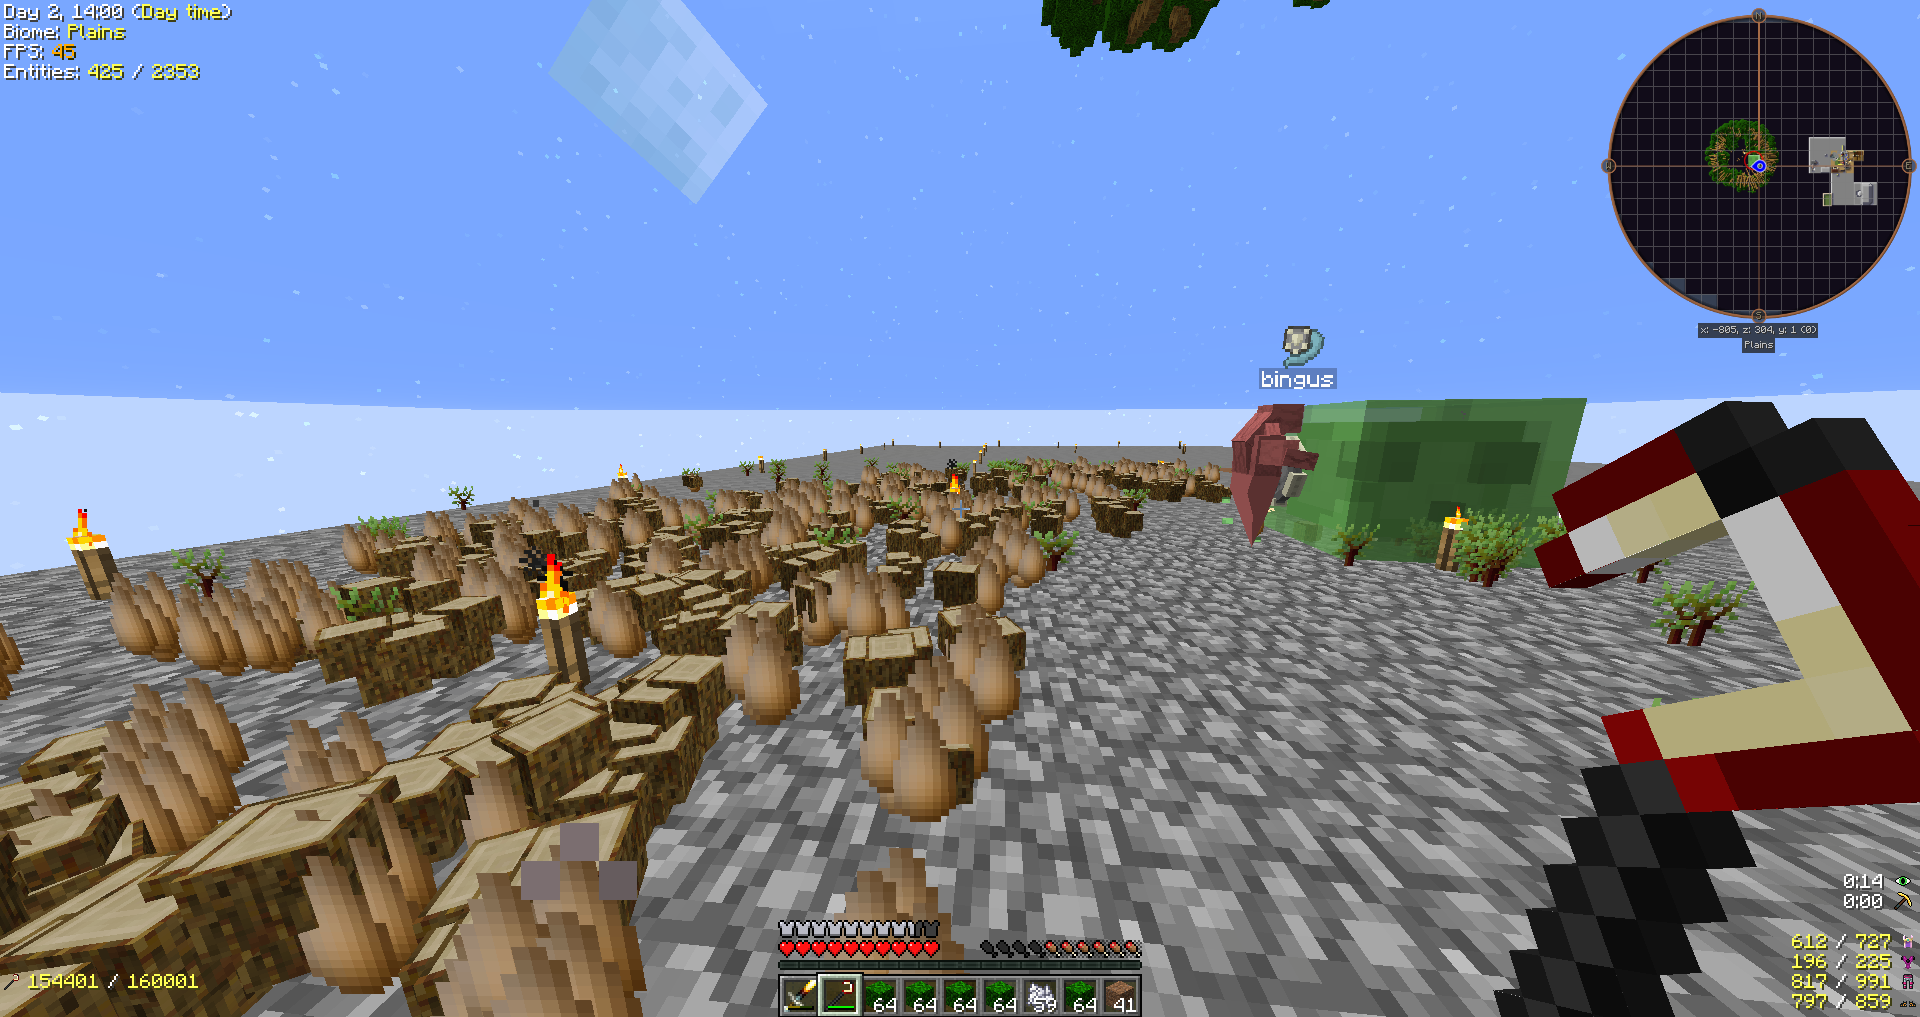 Day 2, 14:00 (Day time)
Biome: Plains
FPS: 45
Entities: 425 / 2353
N
W
E
S
x: -805, z: 304, y: 1 (0)
Plains
bingus
0:14
0:00
612 / 727
196 / 225
817 / 991
797 / 859
154401 / 160001
64 64 64 64 59 64 41